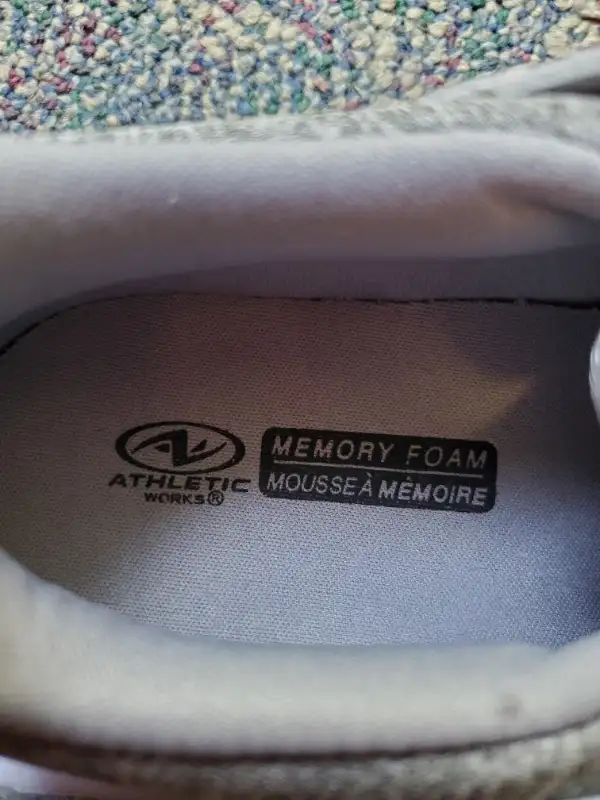 ATHLETIC
WORKS®
MEMORY FOAM
MOUSSE À MÉMOIRE